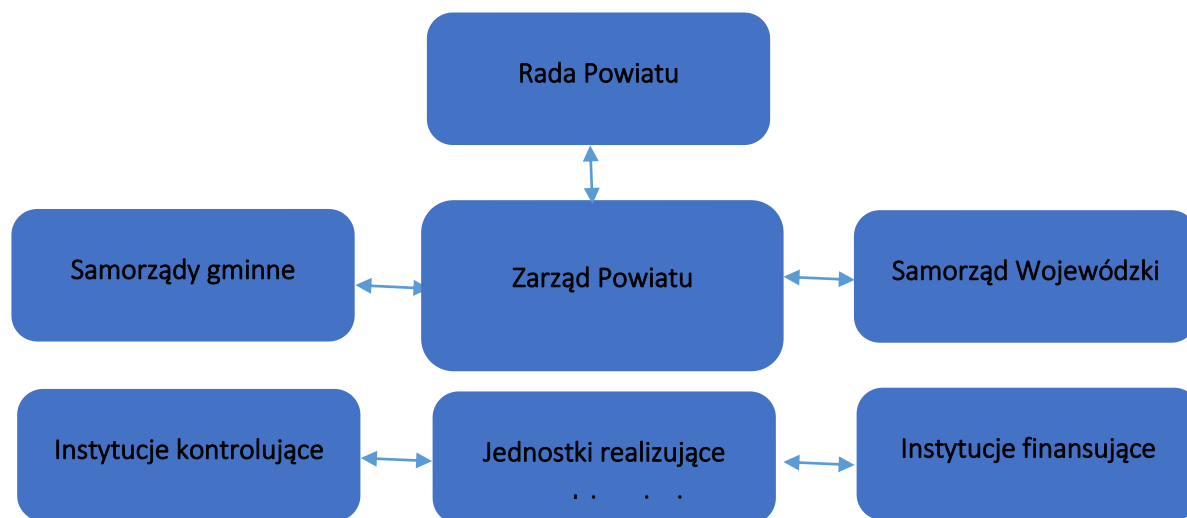 Rada Powiatu
Samorządy gminne
Zarząd Powiatu
Samorząd Wojewódzki
Instytucje kontrolujące
Jednostki realizujące
Instytucje finansujące